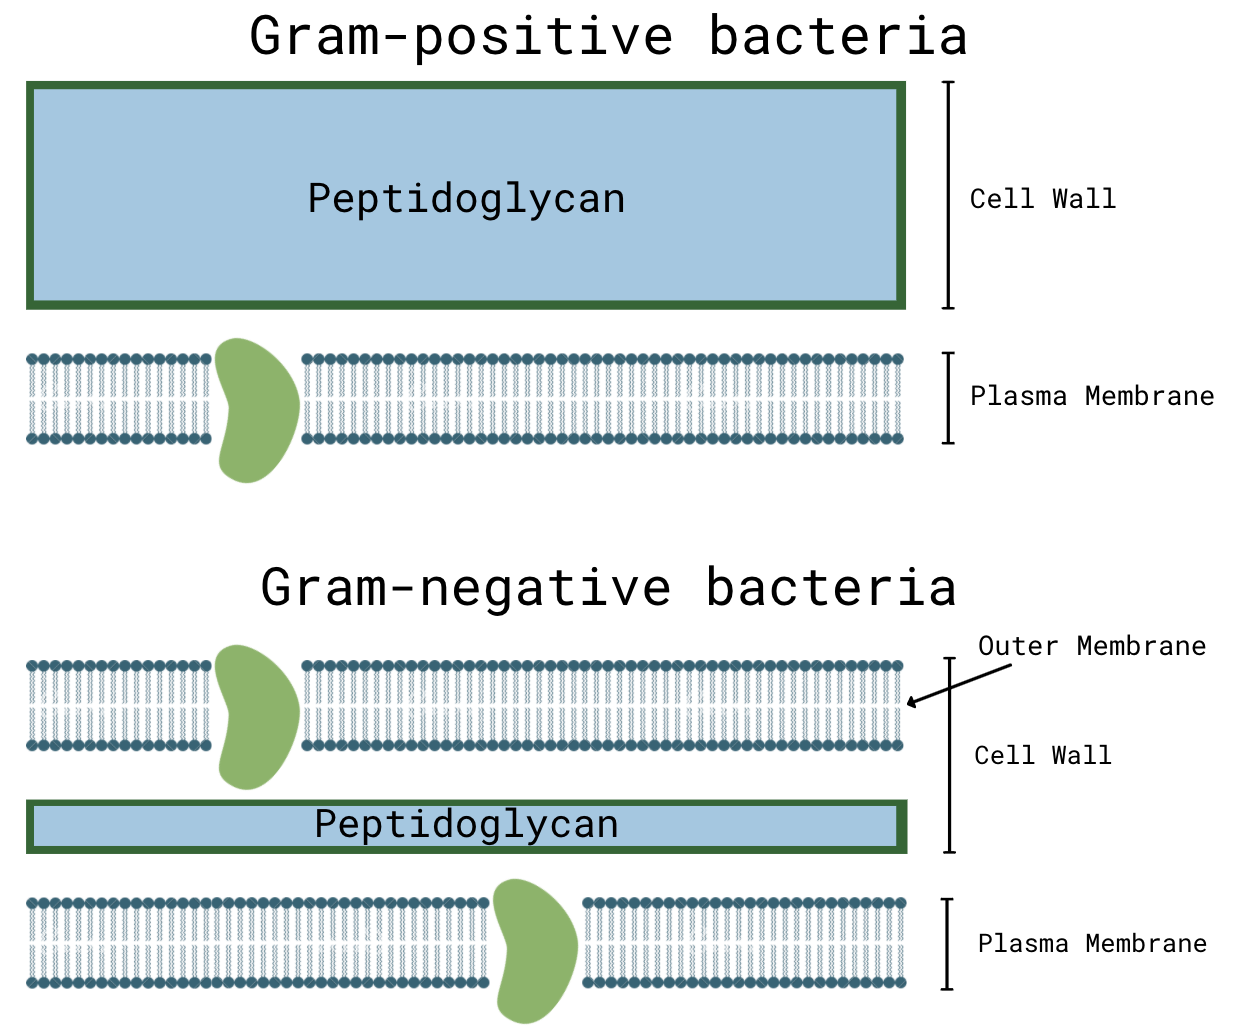 Gram-positive bacteria
Peptidoglycan
Cell Wall
Plasma Membrane
Gram-negative bacteria
Outer Membrane
Cell Wall
Peptidoglycan
Plasma Membrane